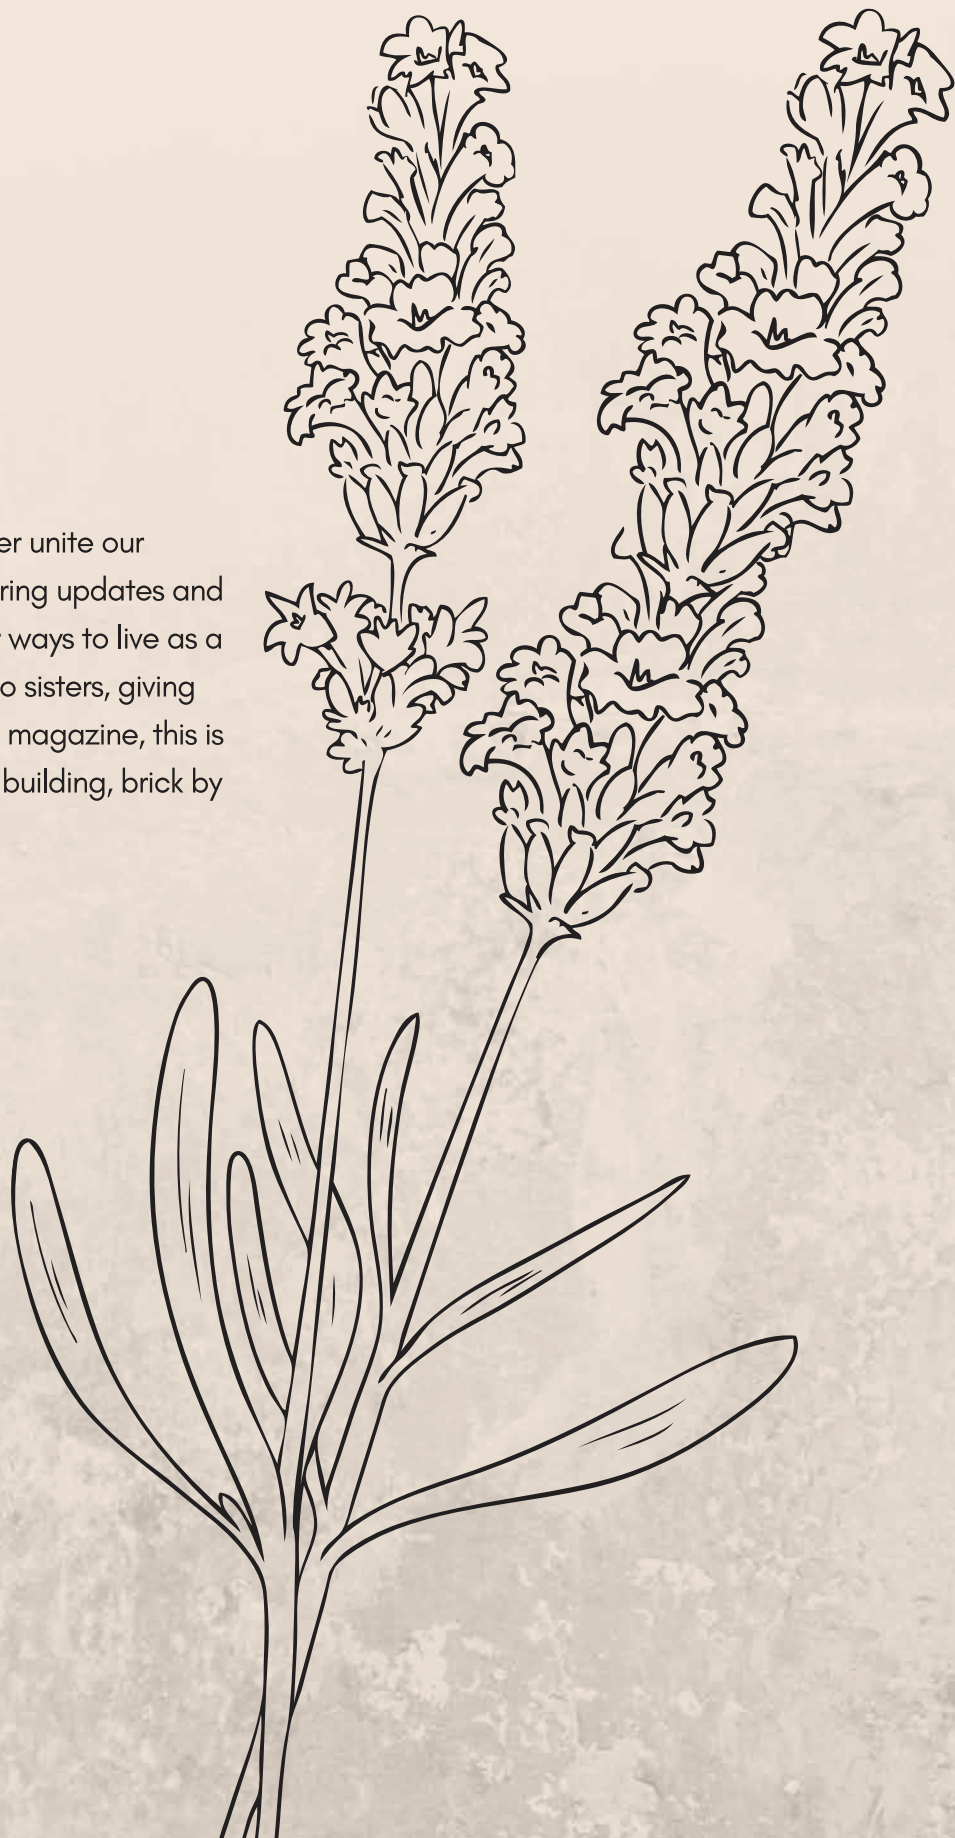 er unite our
ring updates and
ways to live as a
o sisters, giving
magazine, this is
building, brick by